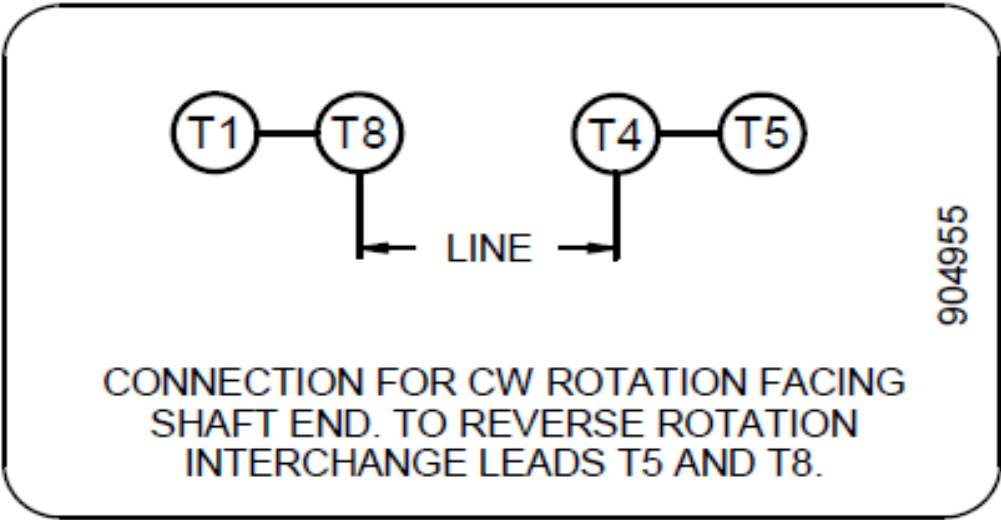 T1 T8 T4 T5
LINE
904955
CONNECTION FOR CW ROTATION FACING
SHAFT END. TO REVERSE ROTATION
INTERCHANGE LEADS T5 AND T8.